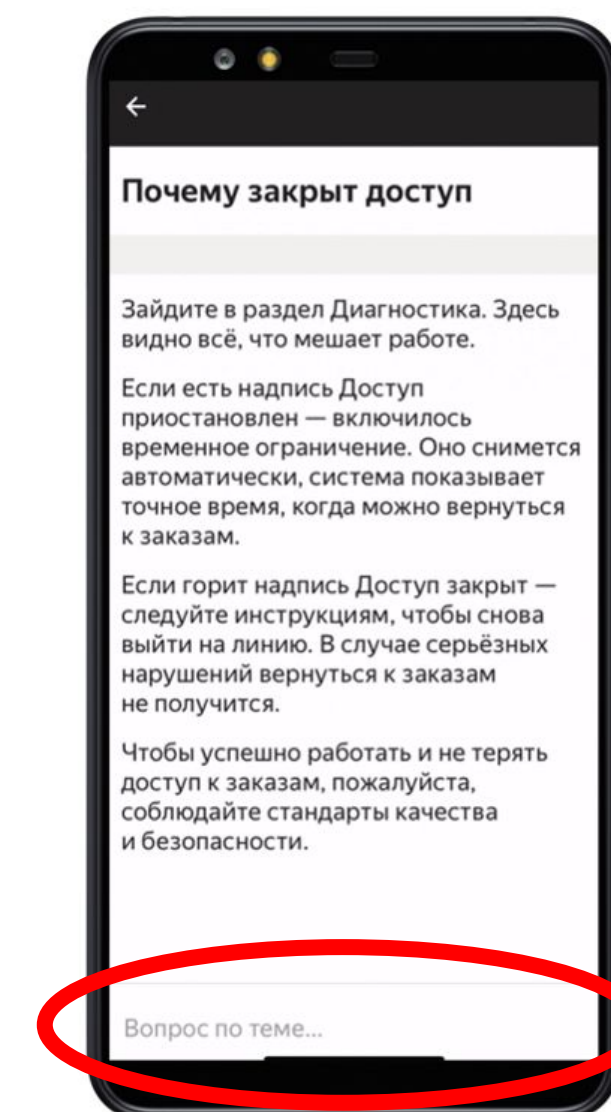 Почему закрыт доступ
Зайдите в раздел Диагностика. Здесь
видно всё, что мешает работе.
Если есть надпись Доступ
приостановлен — включилось
временное ограничение. Оно снимется
автоматически, система показывает
точное время, когда можно вернуться
к заказам.
Если горит надпись Доступ закрыт —
следуйте инструкциям, чтобы снова
выйти на линию. В случае серьёзных
нарушений вернуться к заказам
не получится.
Чтобы успешно работать и не терять
доступ к заказам, пожалуйста,
соблюдайте стандарты качества
и безопасности.
Вопрос по теме...